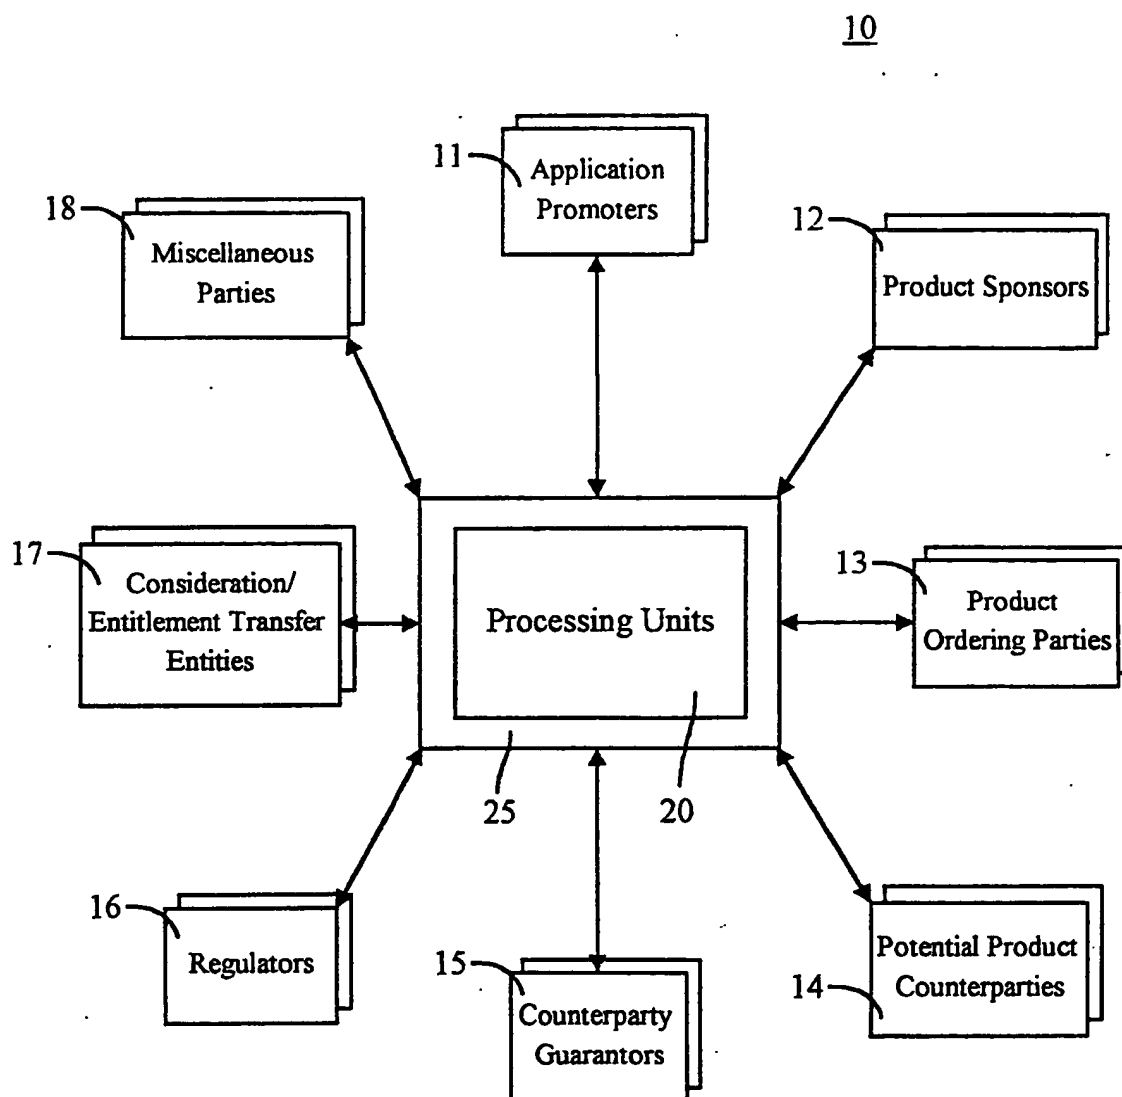 10
11
Application
Promoters
18
Miscellaneous
Parties
12
Product Sponsors
17
Consideration/
Entitlement Transfer
Entities
Processing Units
13
Product
Ordering Parties
25
20
16
Regulators
15
Counterparty
Guarantors
14
Potential Product
Counterparties